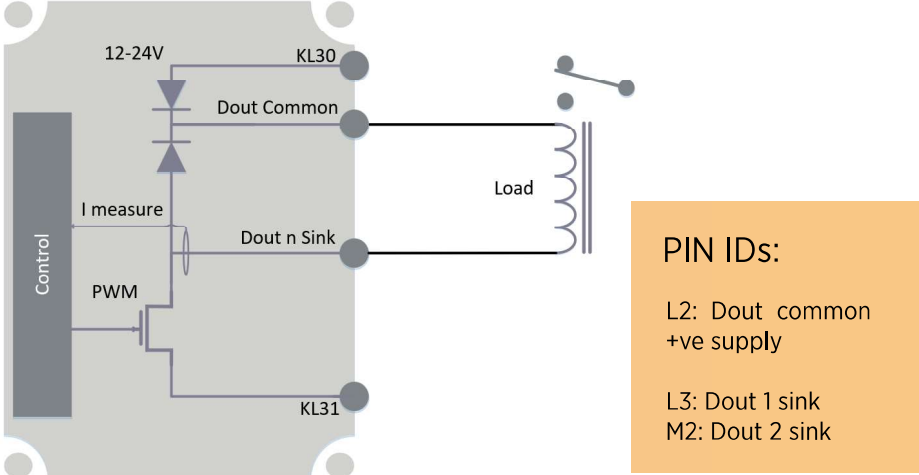 12-24V
KL30
Dout Common
Load
I measure
Dout n Sink
Control
PWM
KL31
PIN IDs:
L2: Dout common
+ve supply
L3: Dout 1 sink
M2: Dout 2 sink